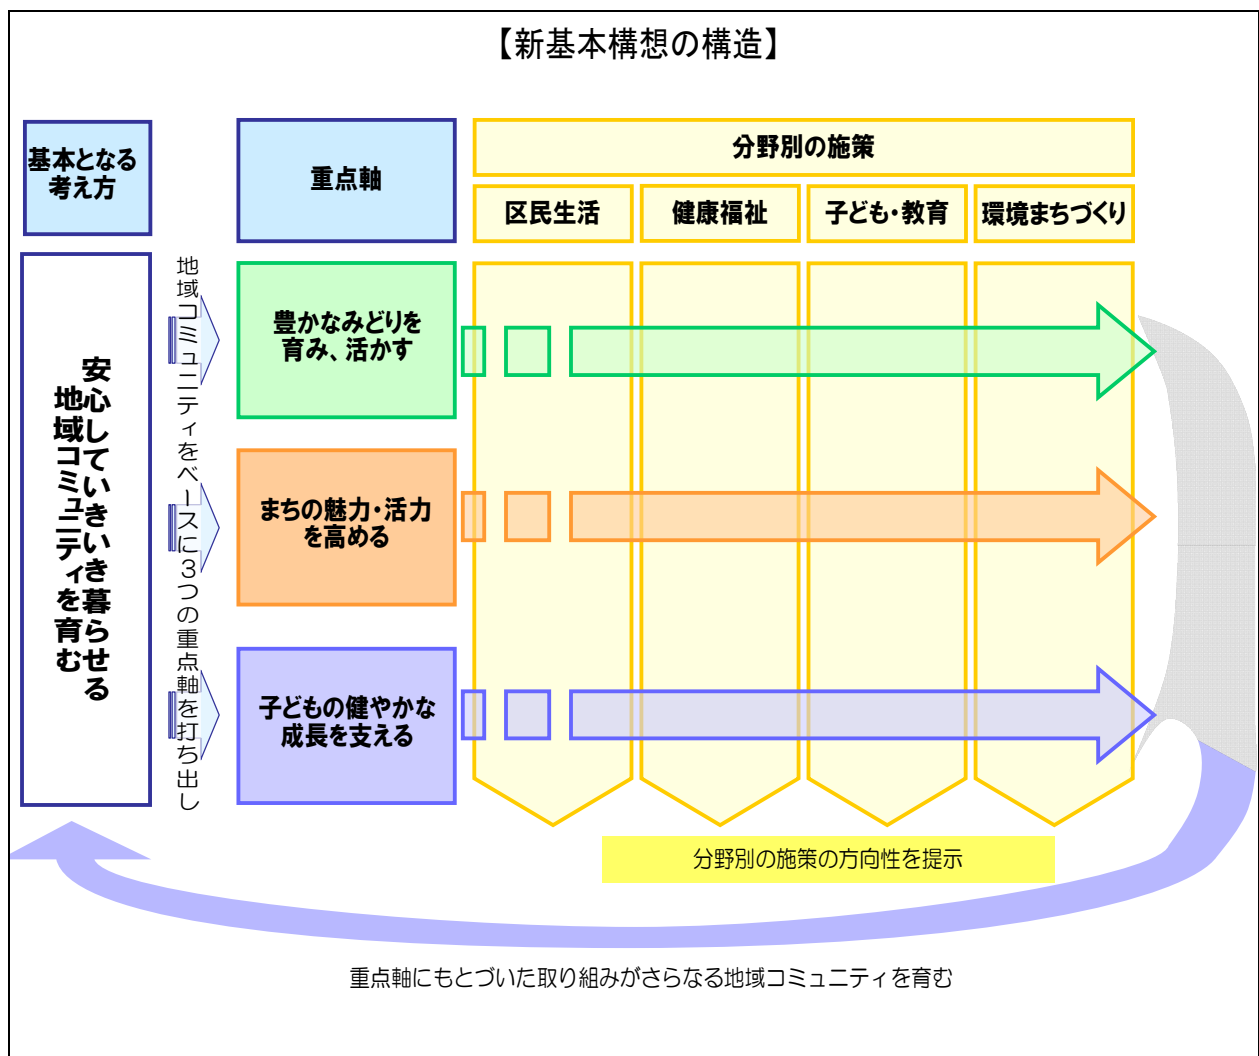 【新基本構想の構造】
基本となる
考え方
重点軸
分野別の施策
区民生活
健康福祉
子ども・教育
環境まちづくり
安心していきいき暮らせる
地域コミュニティを育む
地域コミュニティをベースに3つの重点軸を打ち出し
豊かなみどりを
育み、活かす
まちの魅力・活力
を高める
子どもの健やかな
成長を支える
分野別の施策の方向性を提示
重点軸にもとづいた取り組みがさらなる地域コミュニティを育む